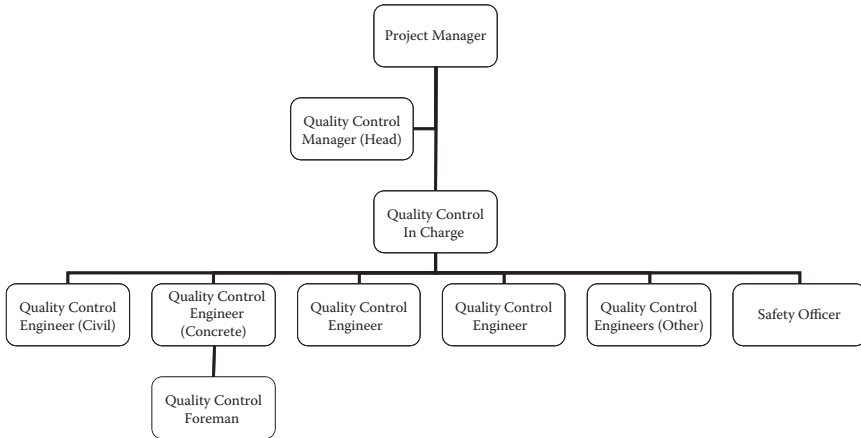 Project Manager
Quality Control
Manager (Head)
Quality Control
In Charge
Quality Control
Engineer (Civil)
Quality Control
Engineer
(Concrete)
Quality Control
Engineer
Quality Control
Engineer
Quality Control
Engineers (Other)
Safety Officer
Quality Control
Foreman